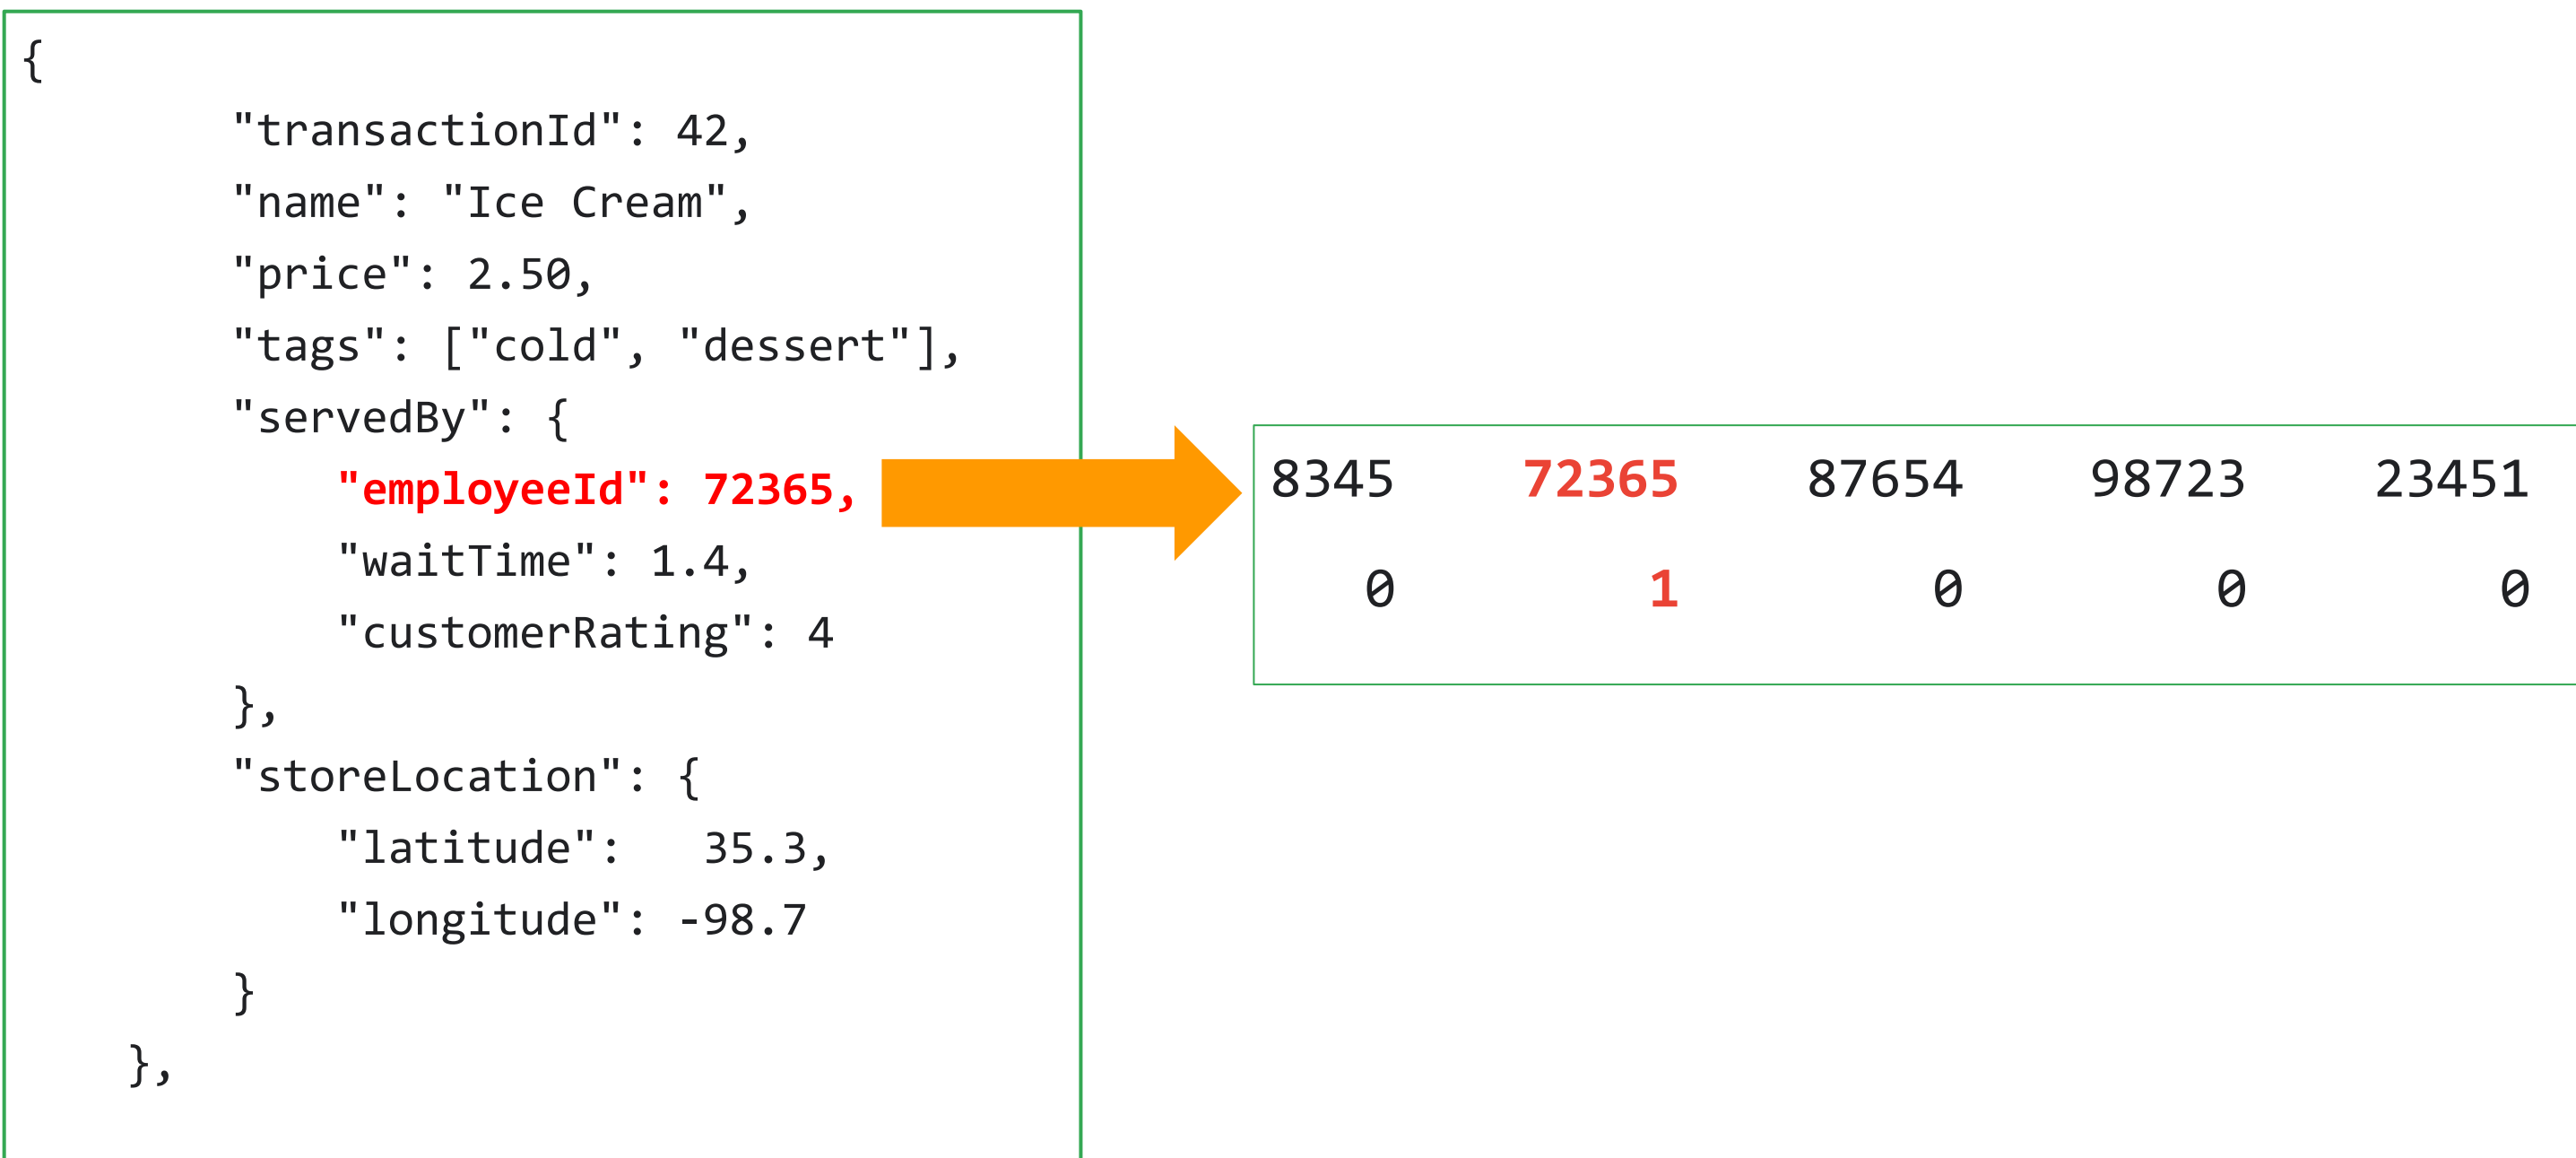 {
"transactionId": 42,
"name": "Ice Cream",
"price": 2.50,
"tags": ["cold", "dessert"],
"servedBy": {
"employeeId": 72365,
"waitTime": 1.4,
"customerRating": 4
},
"storeLocation": {
"latitude":   35.3,
"longitude": -98.7
}
},
8345 72365 87654 98723 23451
0 1 0 0 0